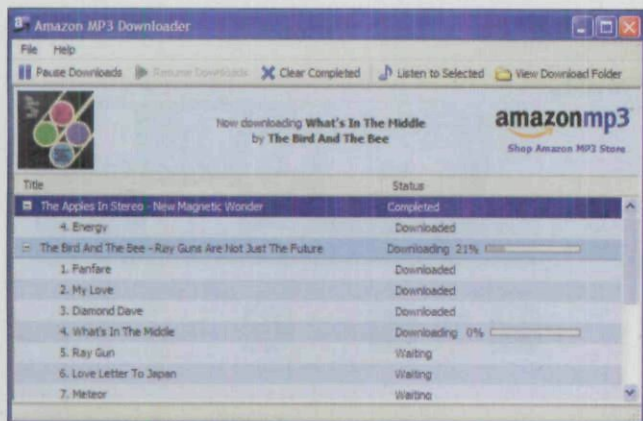 Amazon MP3 Downloader
File Help
Pause Downloads Resume Downloads Clear Completed Listen to Selected View Download Folder
Now downloading What's In The Middle
by The Bird And The Bee
amazonmp3
Shop Amazon MP3 Store
Title Status
The Apples In Stereo - New Magnetic Wonder Completed
4. Energy Downloaded
The Bird And The Bee - Ray Guns Are Not Just The Future Downloading 21%
1. Fanfare Downloaded
2. My Love Downloaded
3. Diamond Dave Downloaded
4. What's In The Middle Downloading 0%
5. Ray Gun Waiting
6. Love Letter To Japan Waiting
7. Meteor Waiting